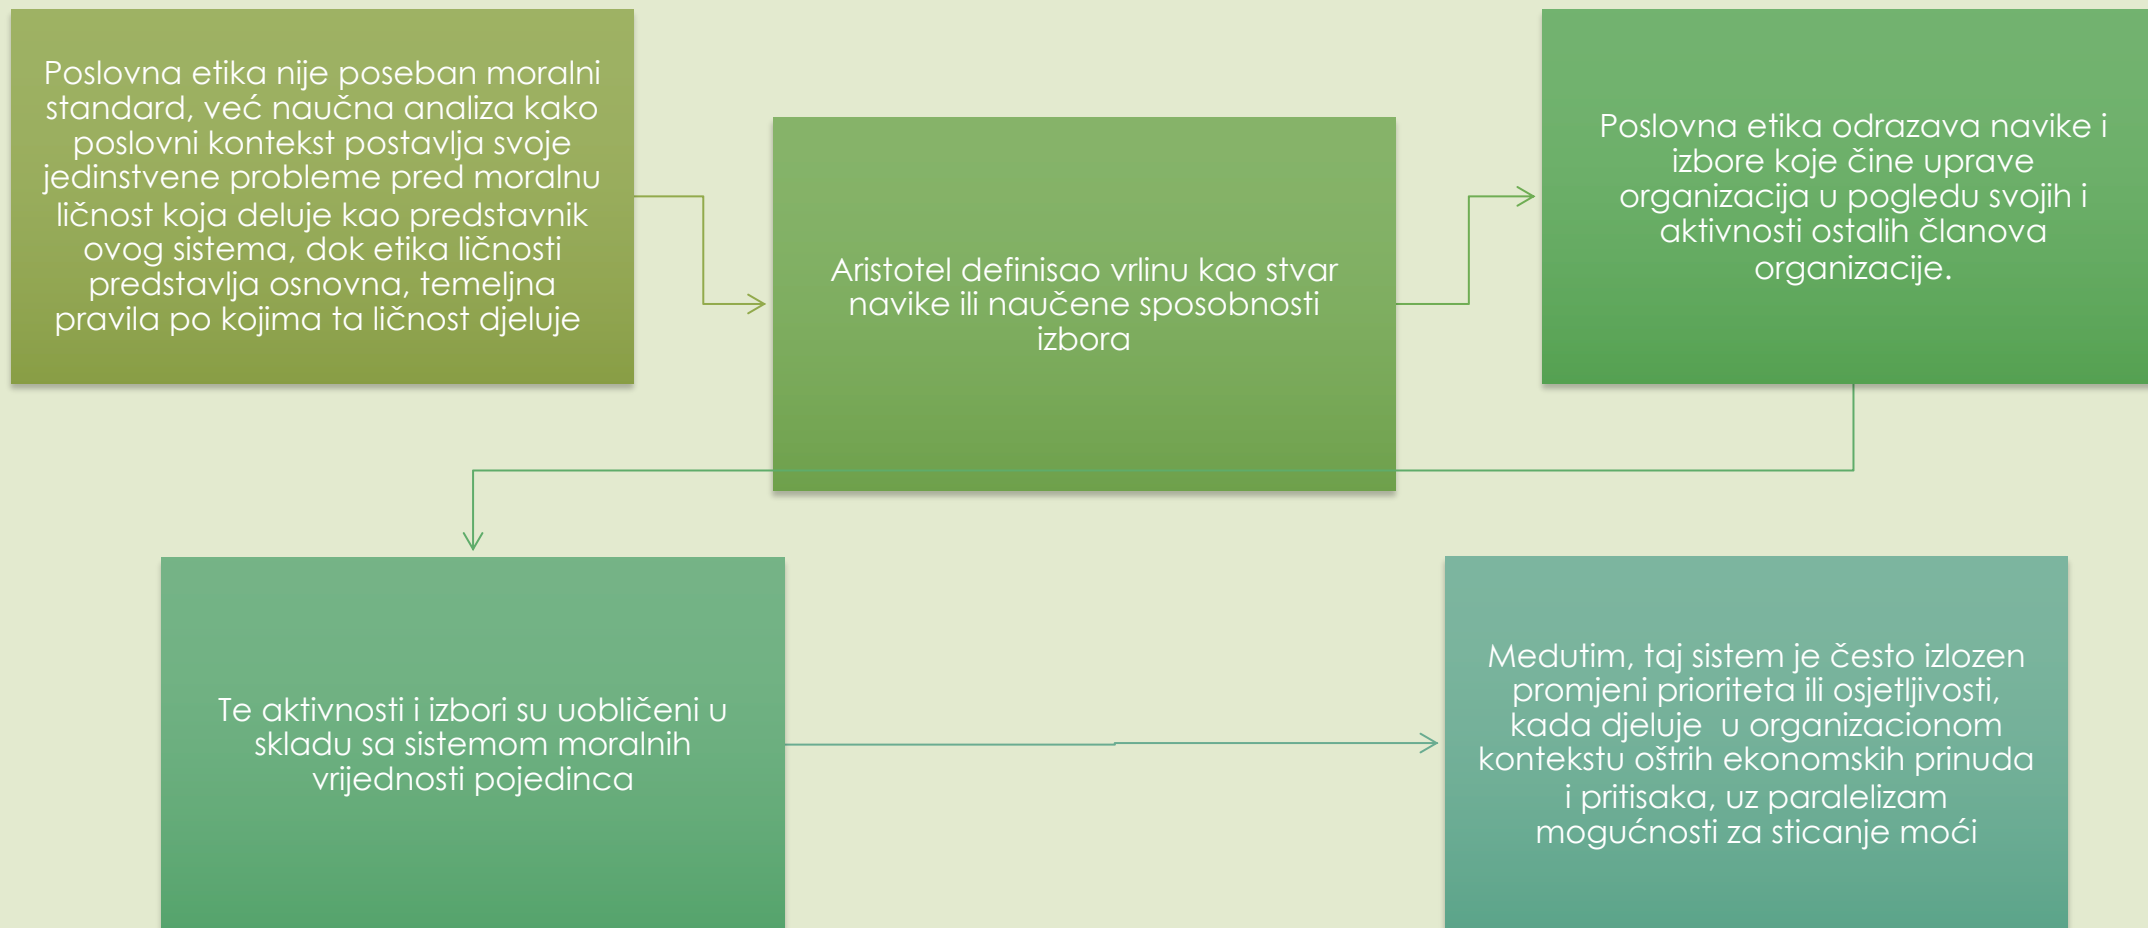 Poslovna etika nije poseban moralni
standard, već naučna analiza kako
poslovni kontekst postavlja svoje
jedinstvene probleme pred moralnu
ličnost koja deluje kao predstavnik
ovog sistema, dok etika ličnosti
predstavlja osnovna, temeljna
pravila po kojima ta ličnost djeluje
Aristotel definisao vrlinu kao stvar
navike ili naučene sposobnosti
izbora
Poslovna etika odrazava navike i
izbore koje čine uprave
organizacija u pogledu svojih i
aktivnosti ostalih članova
organizacije.
Te aktivnosti i izbori su uobličeni u
skladu sa sistemom moralnih
vrijednosti pojedinca
Medutim, taj sistem je često izlozen
promjeni prioriteta ili osjetljivosti,
kada djeluje  u organizacionom
kontekstu oštrih ekonomskih prinuda
i pritisaka, uz paralelizam
mogućnosti za sticanje moći